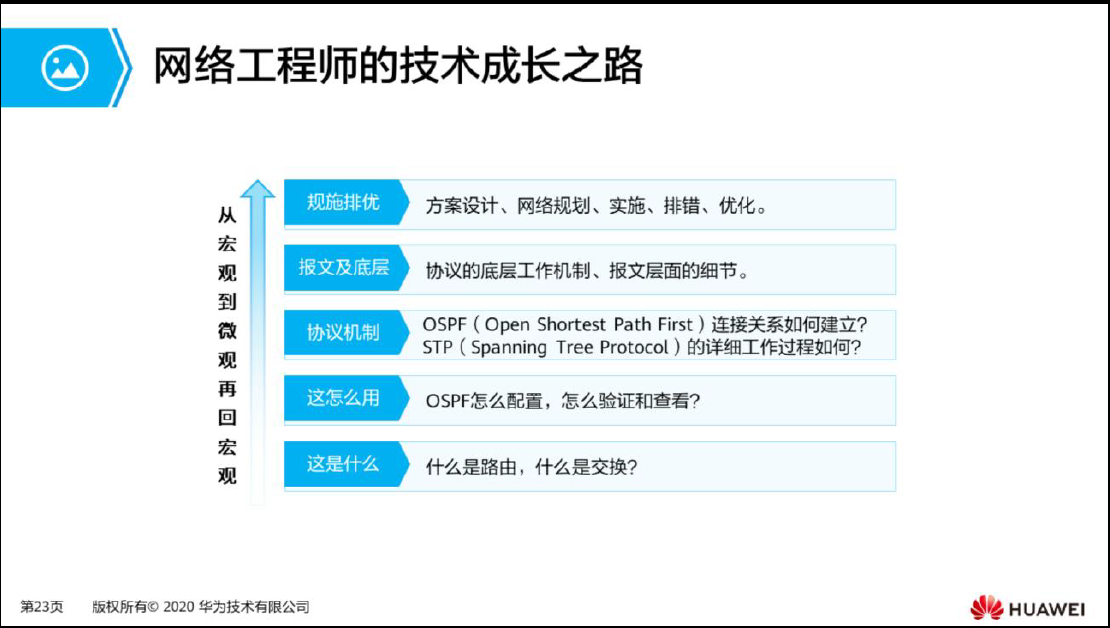 网络工程师的技术成长之路
从宏观到微观再回宏观
规施排优
方案设计、网络规划、实施、排错、优化。
报文及底层
协议的底层工作机制、报文层面的细节。
协议机制
OSPF（Open Shortest Path First）连接关系如何建立?
STP（Spanning Tree Protocol）的详细工作过程如何?
这怎么用
OSPF怎么配置，怎么验证和查看?
这是什么
什么是路由，什么是交换?
第23页 版权所有© 2020 华为技术有限公司
HUAWEI